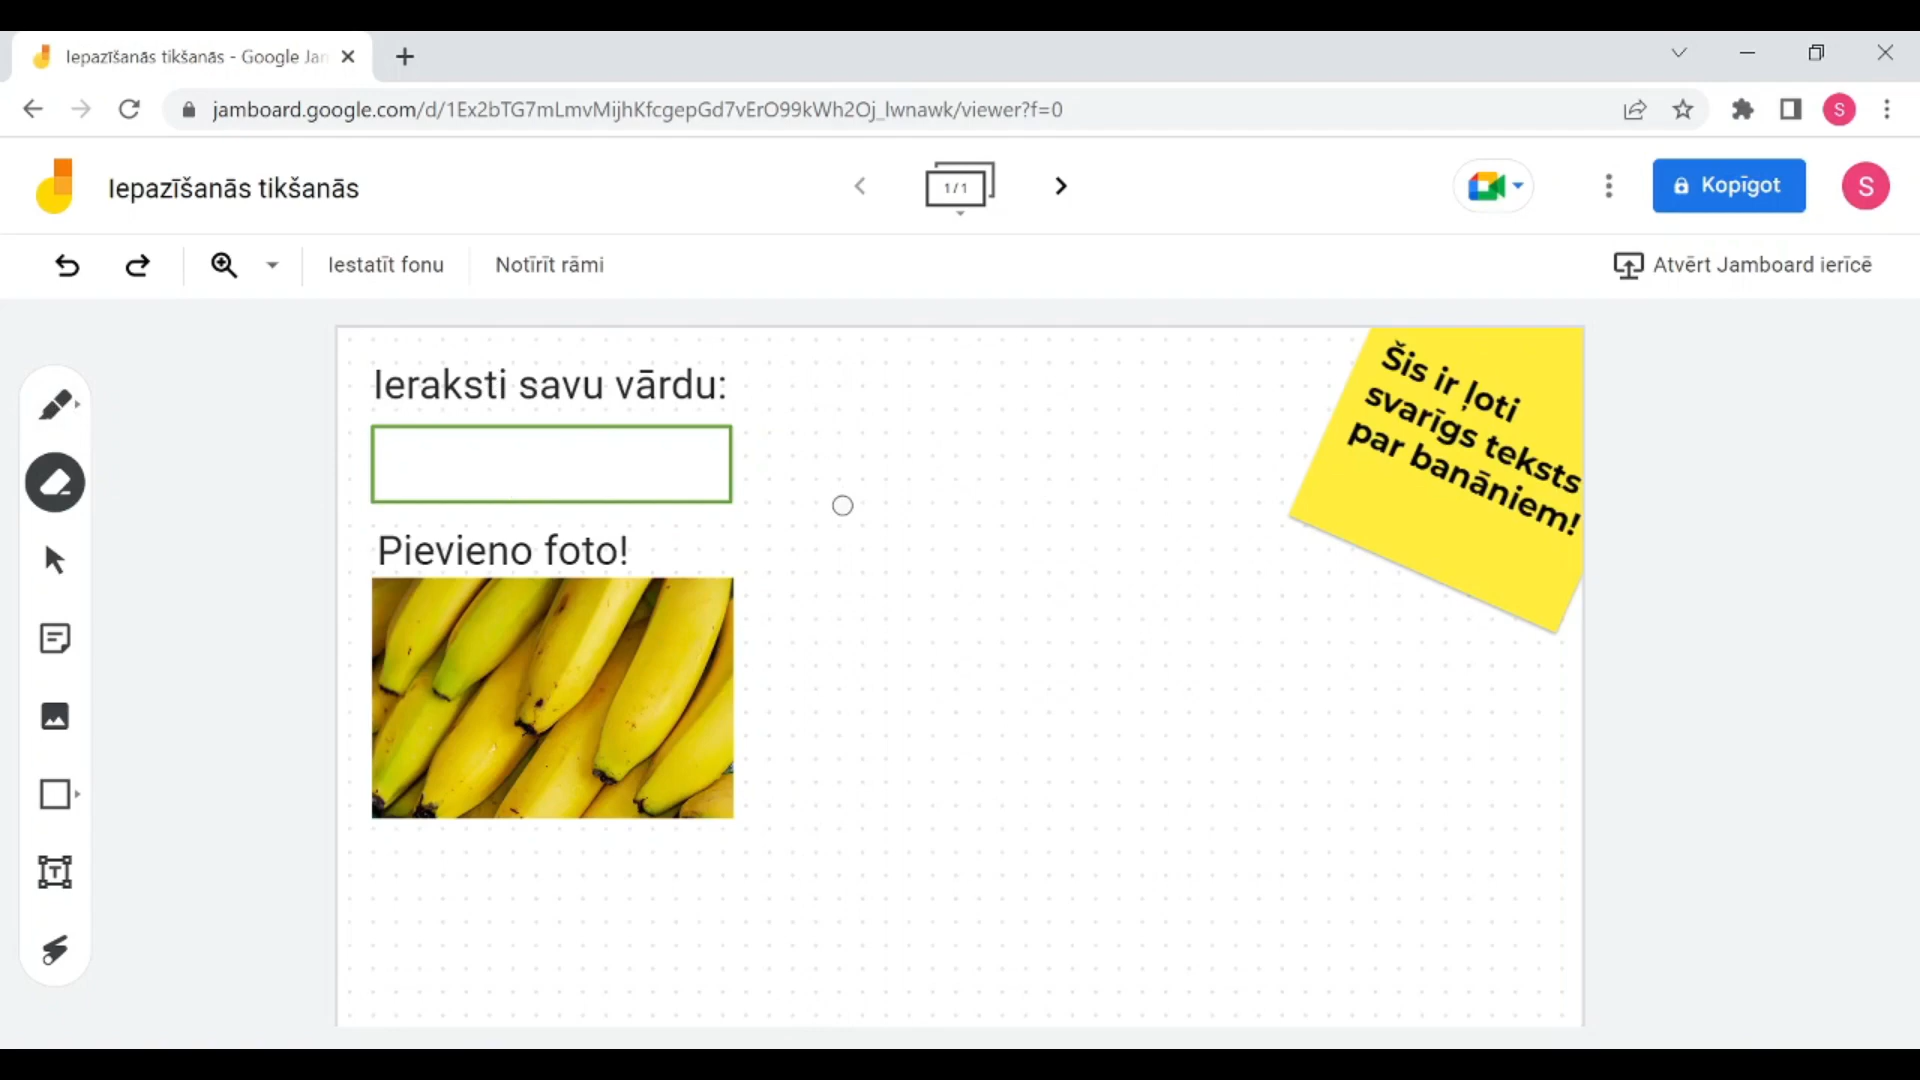 Iepazīšanās tikšanās - Google Jam
jamboard.google.com/d/1Ex2bTG7mLmvMijhKfcgepGd7vErO99kWh2Oj_lwnawk/viewer?f=0
S
Iepazīšanās tikšanās
1/1
Kopīgot
S
Iestatīt fonu
Notīrīt rāmi
Atvērt Jamboard ierīcē
Ieraksti savu vārdu:
Pievieno foto!
Šis ir ļoti
svarīgs teksts
par banāniem!